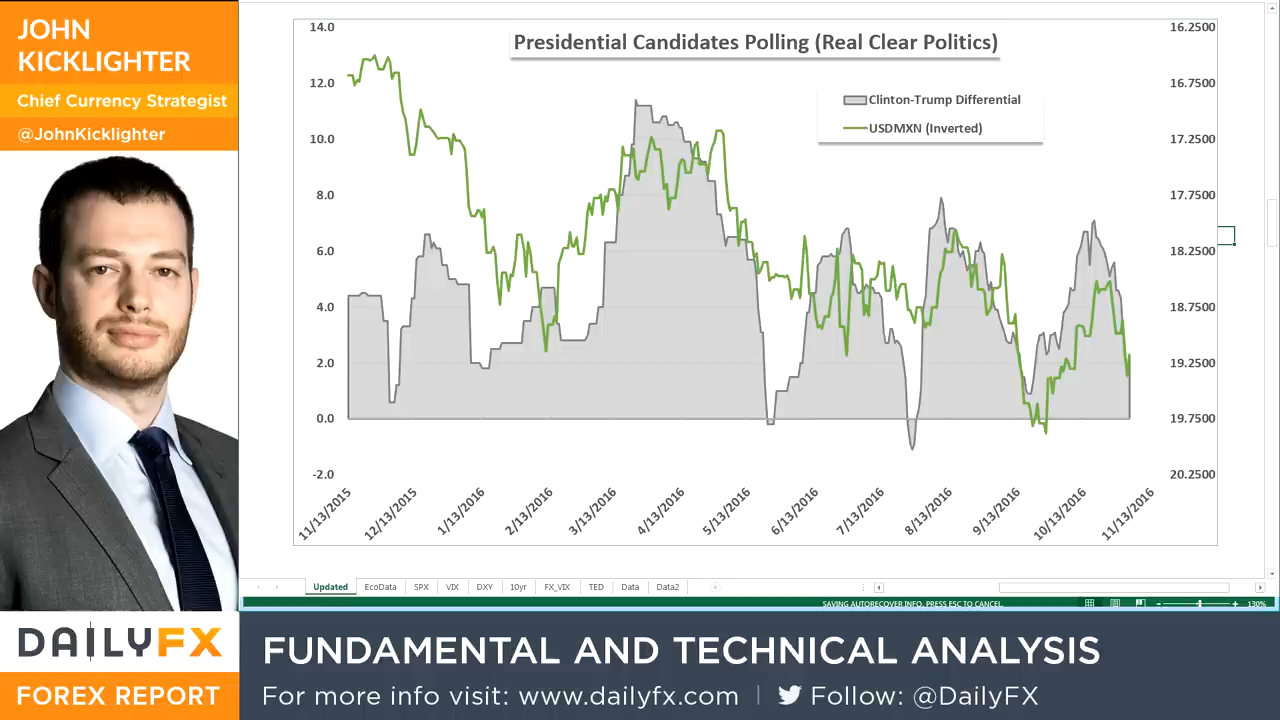 JOHN
KICKLIGHTER
Chief Currency Strategist
@JohnKicklighter
DAILYFX
FOREX REPORT
Presidential Candidates Polling (Real Clear Politics)
Clinton-Trump Differential
USDMXN (Inverted)
14.0
12.0
10.0
8.0
6.0
4.0
2.0
0.0
-2.0
16.2500
16.7500
17.2500
17.7500
18.2500
18.7500
19.2500
19.7500
20.2500
11/13/2015
12/13/2015
1/13/2016
2/13/2016
3/13/2016
4/13/2016
5/13/2016
6/13/2016
7/13/2016
8/13/2016
9/13/2016
10/13/2016
11/13/2016
Updated EcoData SPX VIX DXY 10yr FX_VIX TED Data Data2
SAVING AUTORECOVER INFO. PRESS ESC TO CANCEL. 130%
FUNDAMENTAL AND TECHNICAL ANALYSIS
For more info visit: www.dailyfx.com | Follow: @DailyFX